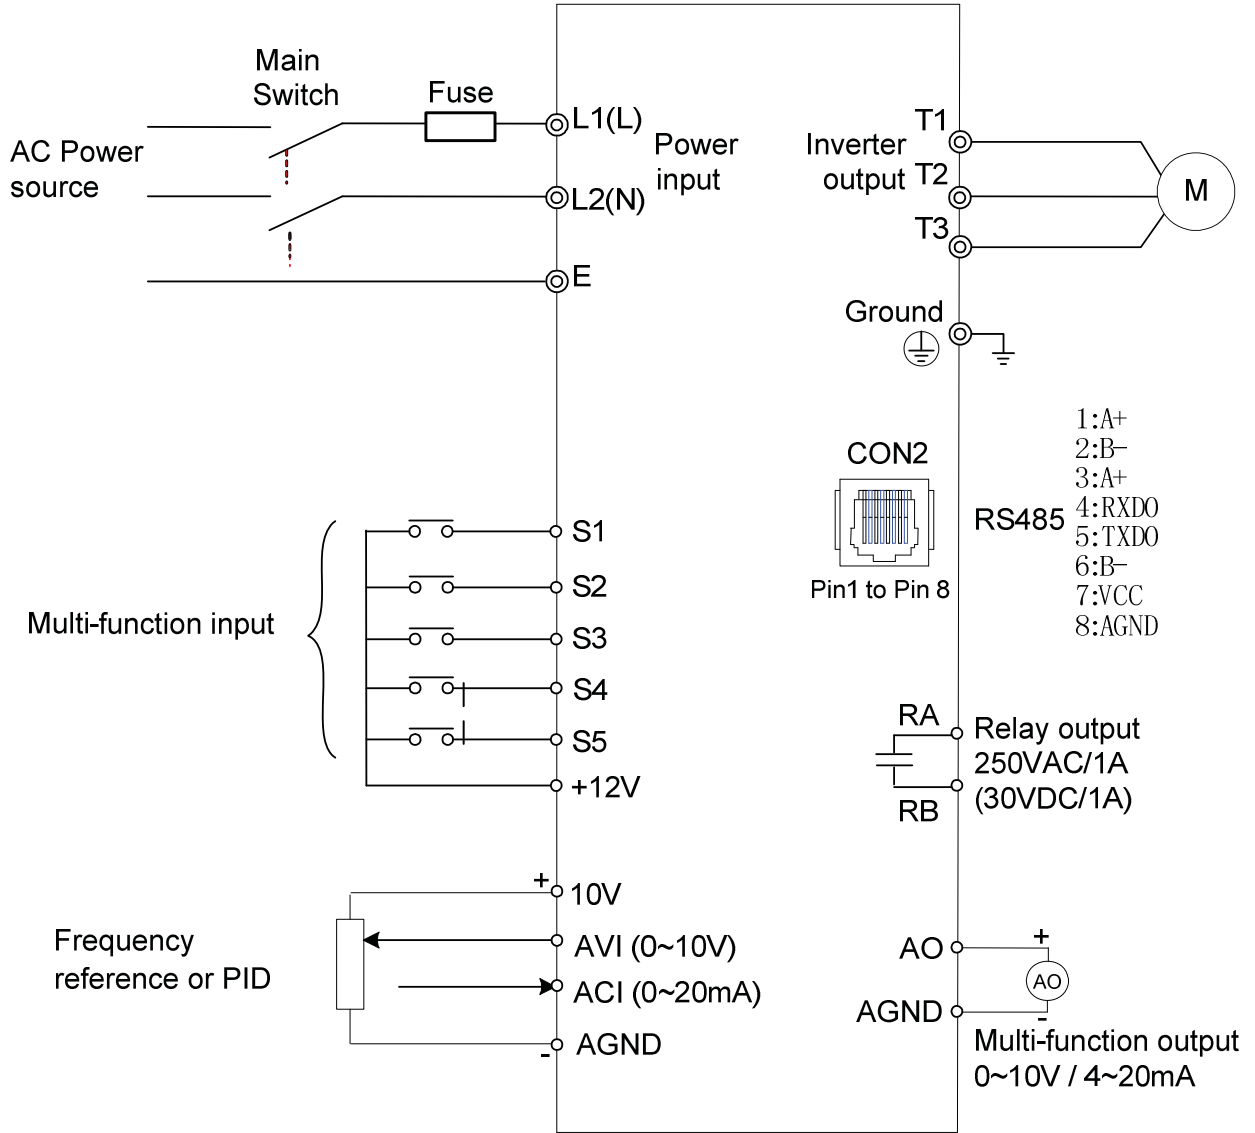 Main
Switch
Fuse
AC Power
source
L1(L)
L2(N)
E
Power
input
Inverter
output
T1
T2
T3
M
Ground
CON2
Pin1 to Pin 8
RS485
1:A+
2:B-
3:A+
4:RXDO
5:TXDO
6:B-
7:VCC
8:AGND
Multi-function input
S1
S2
S3
S4
S5
+12V
RA
RB
Relay output
250VAC/1A
(30VDC/1A)
Frequency
reference or PID
+
10V
AVI (0~10V)
ACI (0~20mA)
-
AGND
AO
AGND
+
AO
-
Multi-function output
0~10V / 4~20mA